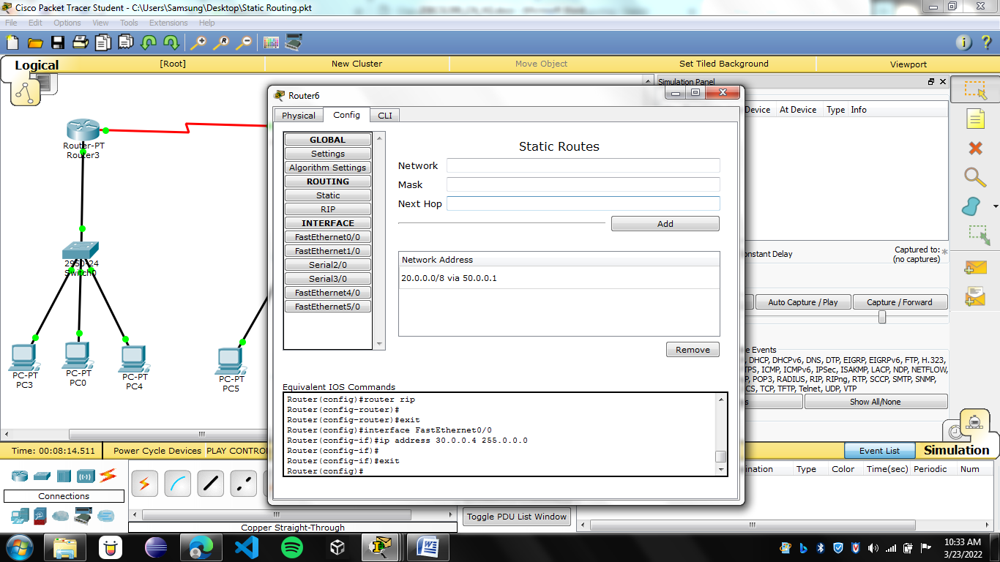 Cisco Packet Tracer Student - C:\Users\Samsung\Desktop\Static Routing.pkt
File Edit Options View Tools Extensions Help
Logical [Root] New Cluster Move Object Set Tiled Background Viewport
Simulation Panel
Device At Device Type Info
Router6
Physical Config CLI
GLOBAL
Settings
Algorithm Settings
ROUTING
Static
RIP
INTERFACE
FastEthernet0/0
FastEthernet1/0
Serial2/0
Serial3/0
FastEthernet4/0
FastEthernet5/0
Static Routes
Network
Mask
Next Hop
Add
Network Address
20.0.0.0/8 via 50.0.0.1
Remove
Equivalent IOS Commands
Router(config)#router rip
Router(config-router)#
Router(config-router)#exit
Router(config)#interface FastEthernet0/0
Router(config-if)#ip address 30.0.0.4 255.0.0.0
Router(config-if)#
Router(config-if)#exit
Router(config)#
Router-PT
Router3
2950-24
Switch0
PC-PT
PC3
PC-PT
PC0
PC-PT
PC4
PC-PT
PC5
onstant Delay
Captured to:
(no captures)
Auto Capture / Play Capture / Forward
e Events
, DHCP, DHCPv6, DNS, DTP, EIGRP, EIGRPv6, FTP, H.323,
TPS, ICMP, ICMPv6, IPSec, ISAKMP, LACP, NDP, NETFLOW,
P, POP3, RADIUS, RIP, RIPng, RTP, SCCP, SMTP, SNMP,
CS, TCP, TFTP, Telnet, UDP, VTP
s Show All/None
Time: 00:08:14.511 Power Cycle Devices PLAY CONTRO
Event List Simulation
Connections
Copper Straight-Through
Toggle PDU List Window
ination Type Color Time(sec) Periodic Num
10:33 AM
3/23/2022